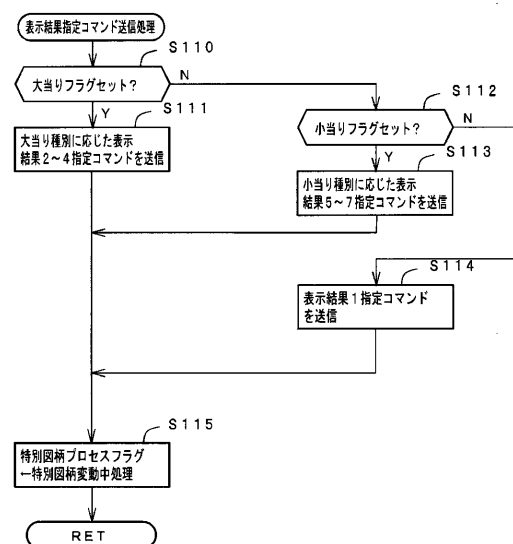 表示結果指定コマンド送信処理
S110
大当りフラグセット?
N
Y
S111
大当り種別に応じた表示
結果2~4指定コマンドを送信
S112
小当りフラグセット?
N
Y
S113
小当り種別に応じた表示
結果5~7指定コマンドを送信
S114
表示結果1指定コマンド
を送信
S115
特別図柄プロセスフラグ
←特別図柄変動中処理
RET